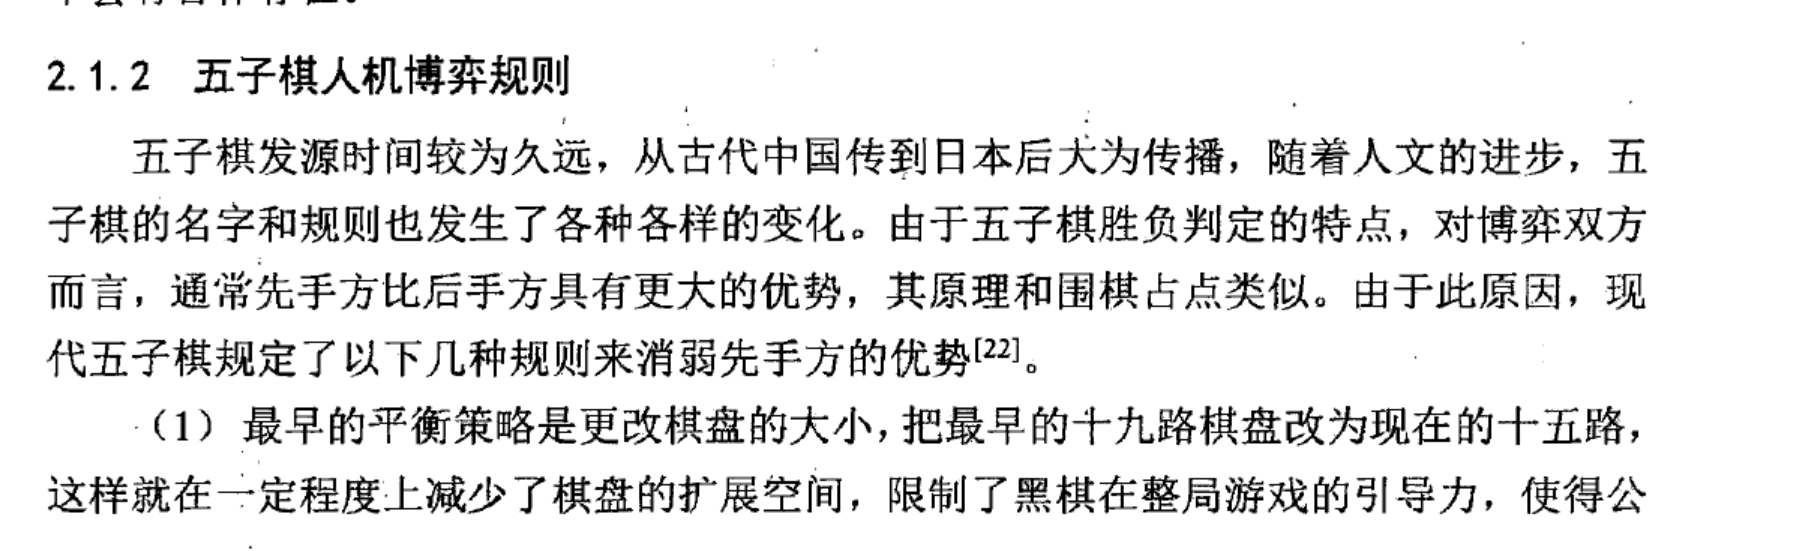 2.1.2 五子棋人机博弈规则
五子棋发源时间较为久远，从古代中国传到日本后大为传播，随着人文的进步，五
子棋的名字和规则也发生了各种各样的变化。由于五子棋胜负判定的特点，对博弈双方
而言，通常先手方比后手方具有更大的优势，其原理和围棋占点类似。由于此原因，现
代五子棋规定了以下几种规则来消弱先手方的优势[22]。
（1） 最早的平衡策略是更改棋盘的大小，把最早的十九路棋盘改为现在的十五路，
这样就在一定程度上减少了棋盘的扩展空间，限制了黑棋在整局游戏的引导力，使得公